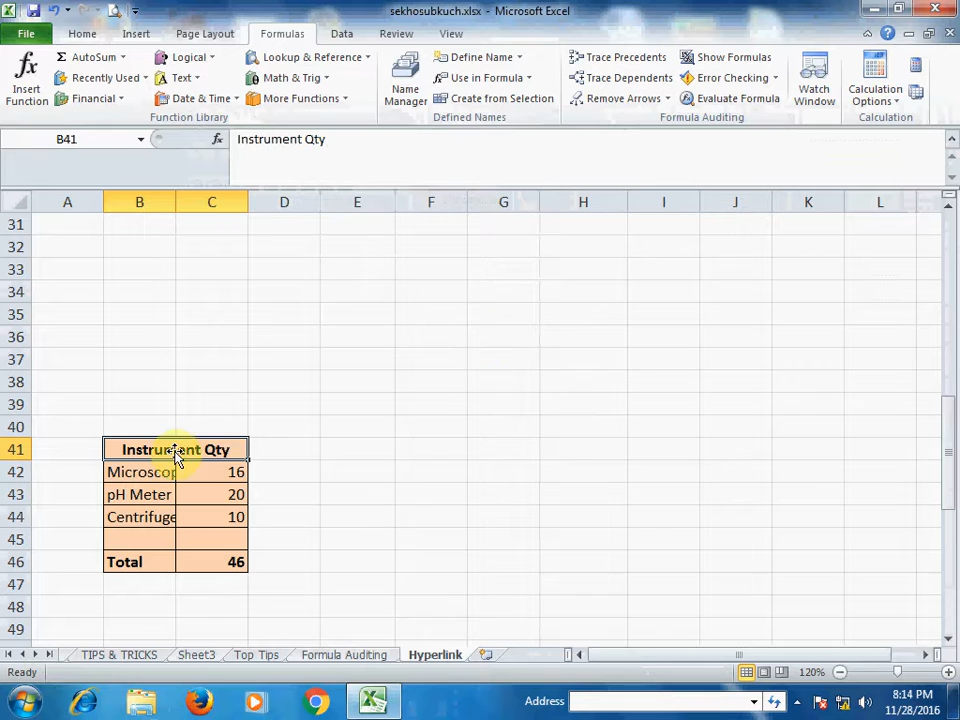 sekhosubkuch.xlsx - Microsoft Excel
File Home Insert Page Layout Formulas Data Review View
Insert Function
AutoSum
Recently Used
Financial
Logical
Text
Date & Time
Lookup & Reference
Math & Trig
More Functions
Function Library
Name Manager
Define Name
Use in Formula
Create from Selection
Defined Names
Trace Precedents
Trace Dependents
Remove Arrows
Show Formulas
Error Checking
Evaluate Formula
Formula Auditing
Watch Window
Calculation Options
Calculation
B41 fx Instrument Qty
A B C D E F G H I J K L
31
32
33
34
35
36
37
38
39
40
41 Instrument Qty
42 Microscop 16
43 pH Meter 20
44 Centrifuge 10
45
46 Total 46
47
48
49
TIPS & TRICKS Sheet3 Top Tips Formula Auditing Hyperlink
Ready 120%
Address 8:14 PM
11/28/2016